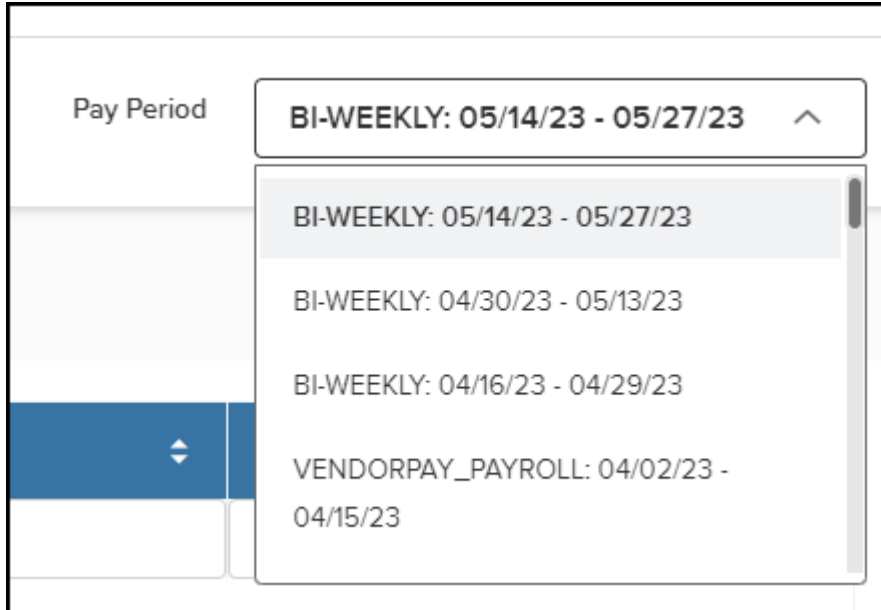 Pay Period
BI-WEEKLY: 05/14/23 - 05/27/23
BI-WEEKLY: 05/14/23 - 05/27/23
BI-WEEKLY: 04/30/23 - 05/13/23
BI-WEEKLY: 04/16/23 - 04/29/23
VENDORPAY_PAYROLL: 04/02/23 -
04/15/23